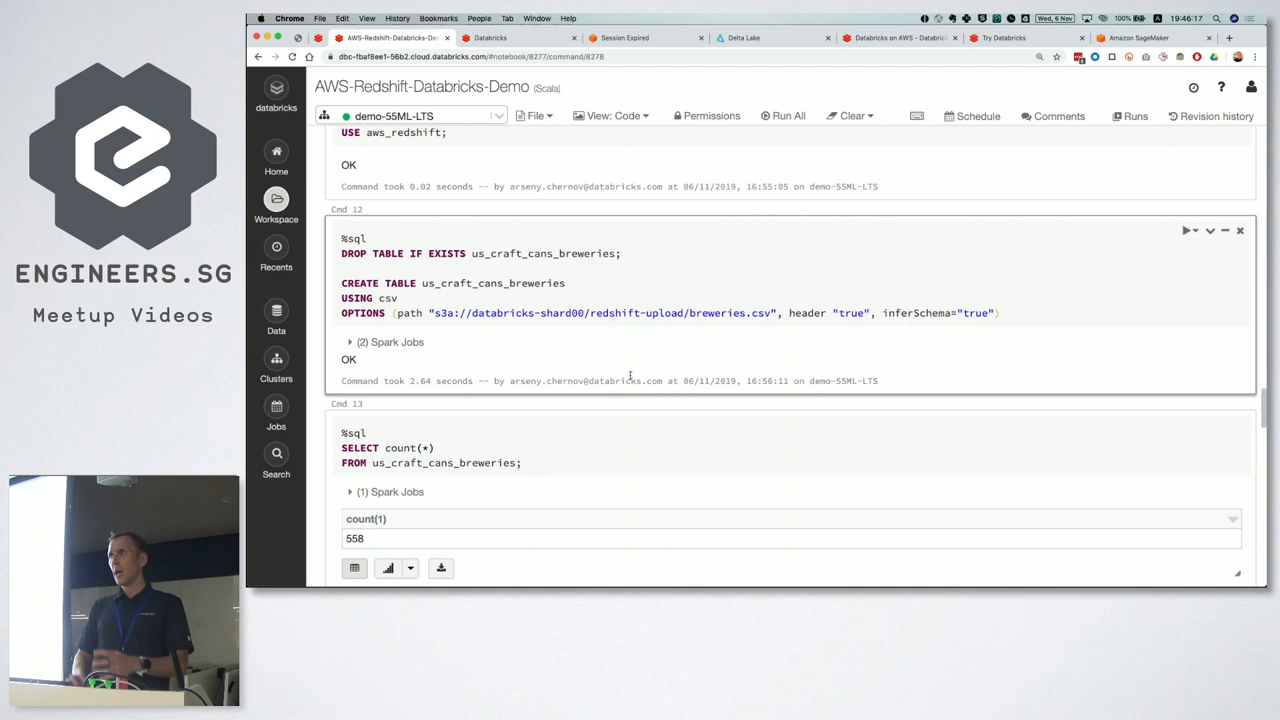 Chrome File Edit View History Bookmarks People Tab Window Help
100% Wed, 6 Nov 19:46:17
AWS-Redshift-Databricks-De
Databricks
Session Expired
Delta Lake
Databricks on AWS – Databric
Try Databricks
Amazon SageMaker
dbc-fbaf8ee1-56b2.cloud.databricks.com/#notebook/8277/command/8278
databricks
Home
Workspace
Recents
Data
Clusters
Jobs
Search
AWS-Redshift-Databricks-Demo (Scala)
demo-55ML-LTS
File
View: Code
Permissions
Run All
Clear
Schedule
Comments
Runs
Revision history
USE aws_redshift;
OK
Command took 0.02 seconds -- by arseny.chernov@databricks.com at 06/11/2019, 16:55:05 on demo-55ML-LTS
Cmd 12
%sql
DROP TABLE IF EXISTS us_craft_cans_breweries;
CREATE TABLE us_craft_cans_breweries
USING csv
OPTIONS (path "s3a://databricks-shard00/redshift-upload/breweries.csv", header "true", inferSchema="true")
(2) Spark Jobs
OK
Command took 2.64 seconds -- by arseny.chernov@databricks.com at 06/11/2019, 16:56:11 on demo-55ML-LTS
Cmd 13
%sql
SELECT count(*)
FROM us_craft_cans_breweries;
(1) Spark Jobs
count(1)
558
ENGINEERS.SG
Meetup Videos